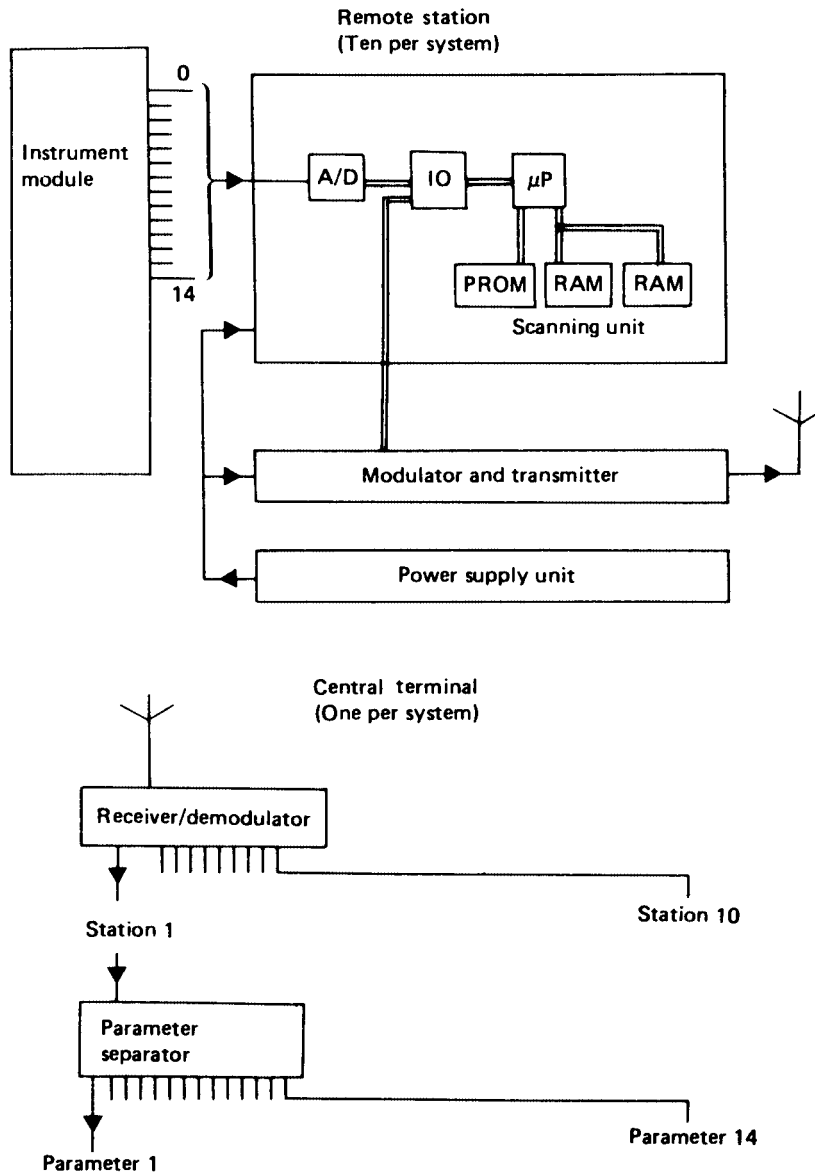 Remote station
(Ten per system)
0
Instrument
module
14
A/D
IO
μP
PROM
RAM
RAM
Scanning unit
Modulator and transmitter
Power supply unit
Central terminal
(One per system)
Receiver/demodulator
Station 1
Station 10
Parameter
separator
Parameter 1
Parameter 14